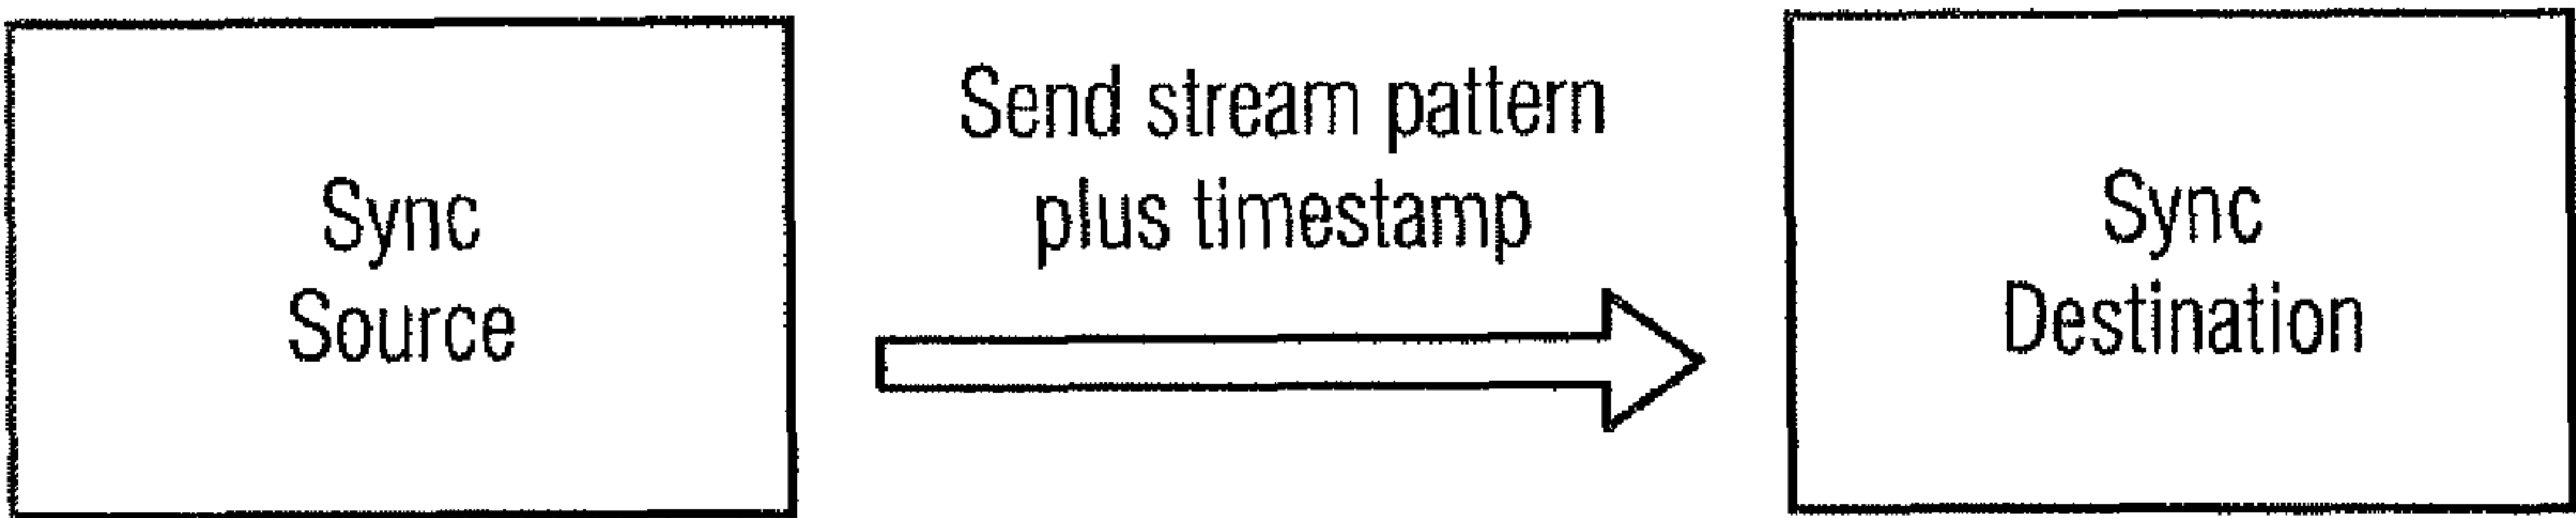 Sync
Source
Send stream pattern
plus timestamp
Sync
Destination